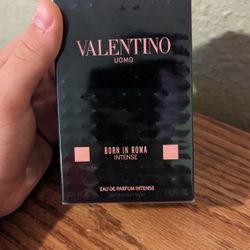 VALENTINO
UOMO
BORN IN ROMA
INTENSE
EAU DE PARFUM INTENSE